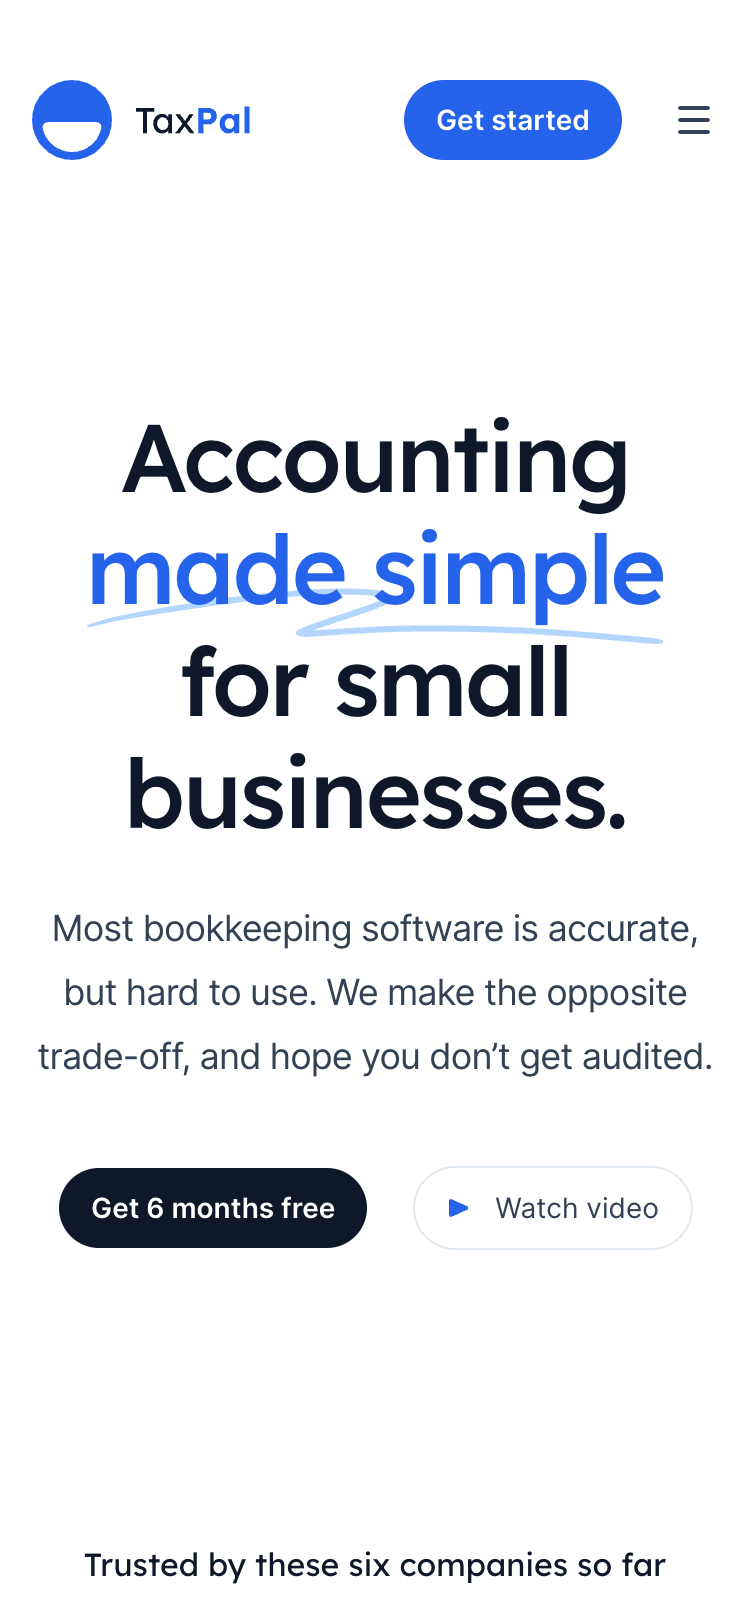 TaxPal
Get started
Accounting
made simple
for small
businesses.
Most bookkeeping software is accurate,
but hard to use. We make the opposite
trade-off, and hope you don’t get audited.
Get 6 months free
Watch video
Trusted by these six companies so far